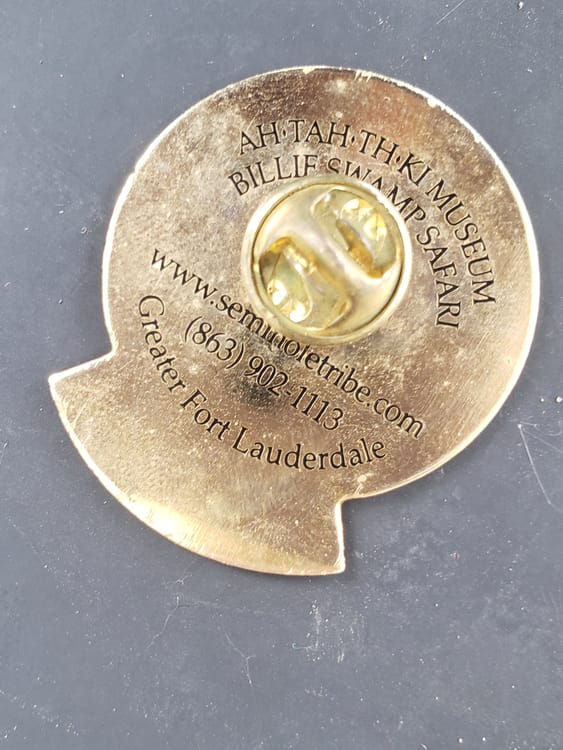 AH·TAH·TH·KI MUSEUM
BILLIE SWAMP SAFARI
www.seminoletribe.com
(863) 902-1113
Greater Fort Lauderdale